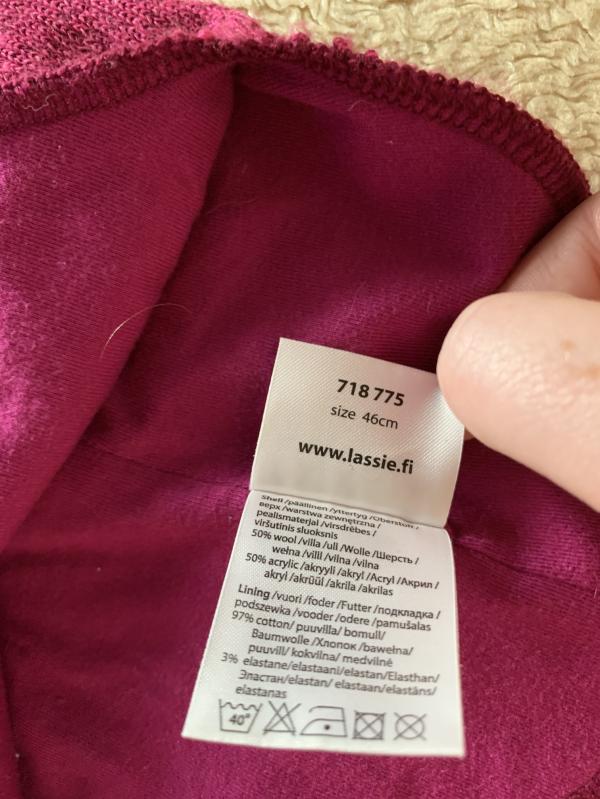 718 775
size 46cm
www.lassie.fi
Shell /päällinen /yttertyg /Oberstoff /
верх /warstwa zewnętrzna /
pealismaterjal /virsdrēbes /
viršutinis sluoksnis
50% wool /villa /ull /Wolle /Шерсть /
wełna /vill /vilna /vilna
50% acrylic /akryyli /akryl /Acryl /Акрил /
akryl /akrüül /akrila /akrilas
Lining /vuori /foder /Futter /подкладка /
podszewka /vooder /odere /pamušalas
97% cotton/ puuvilla/ bomull/
Baumwolle /Хлопок /bawełna/
puuvill/ kokvilna/ medvilnė
3% elastane/elastaani/elastan/Elasthan/
Эластан/elastan/ elastaan/elastāns/
elastanas
40°